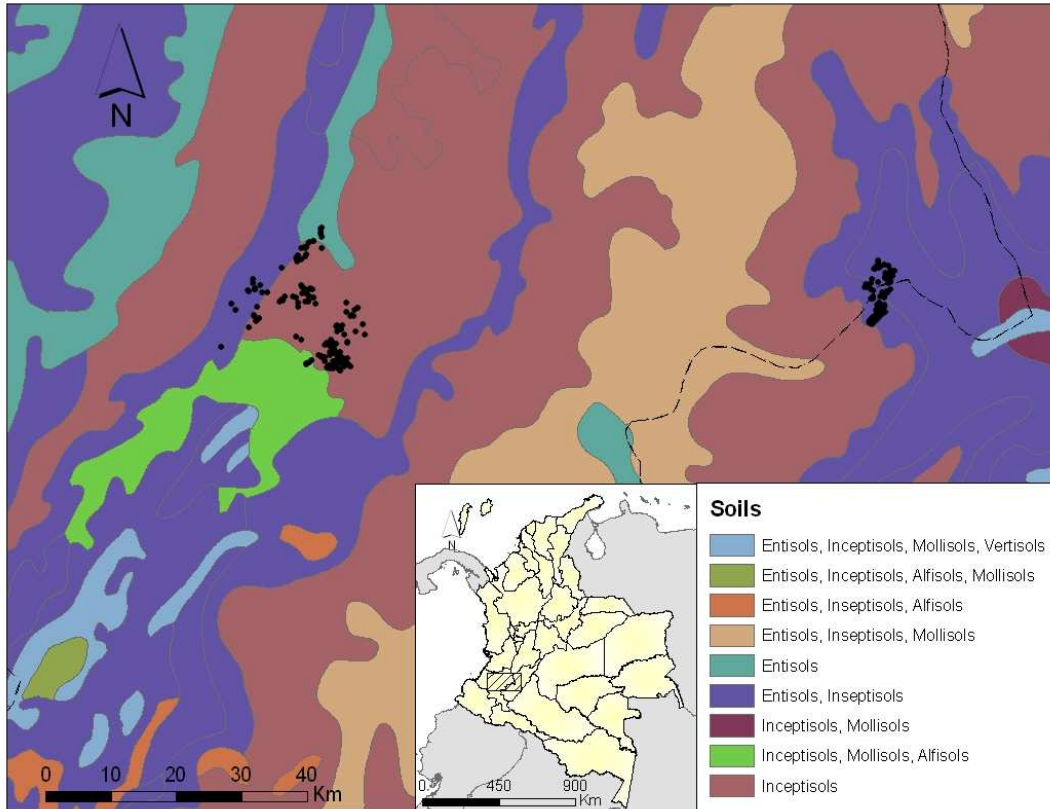 N
0 10 20 30 40
Km
N
0 450 900
Km
Soils
Entisols, Inceptisols, Mollisols, Vertisols
Entisols, Inceptisols, Alfisols, Mollisols
Entisols, Inseptisols, Alfisols
Entisols, Inseptisols, Mollisols
Entisols
Entisols, Inseptisols
Inceptisols, Mollisols
Inceptisols, Mollisols, Alfisols
Inceptisols